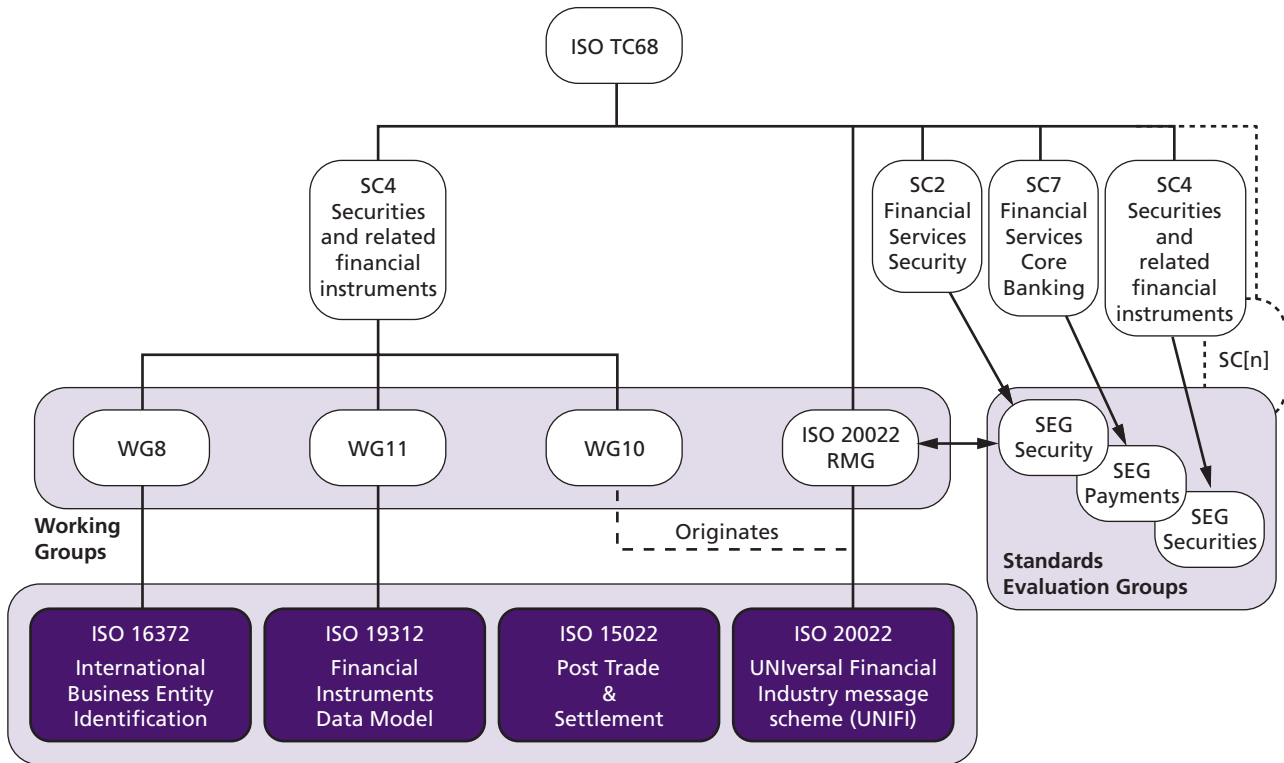 ISO TC68
SC4
Securities
and related
financial
instruments
SC2
Financial
Services
Security
SC7
Financial
Services
Core
Banking
SC4
Securities
and
related
financial
instruments
SC[n]
WG8
WG11
WG10
ISO 20022
RMG
SEG
Security
SEG
Payments
SEG
Securities
Working
Groups
Originates
Standards
Evaluation Groups
ISO 16372
International
Business Entity
Identification
ISO 19312
Financial
Instruments
Data Model
ISO 15022
Post Trade
&
Settlement
ISO 20022
UNIversal Financial
Industry message
scheme (UNIFI)